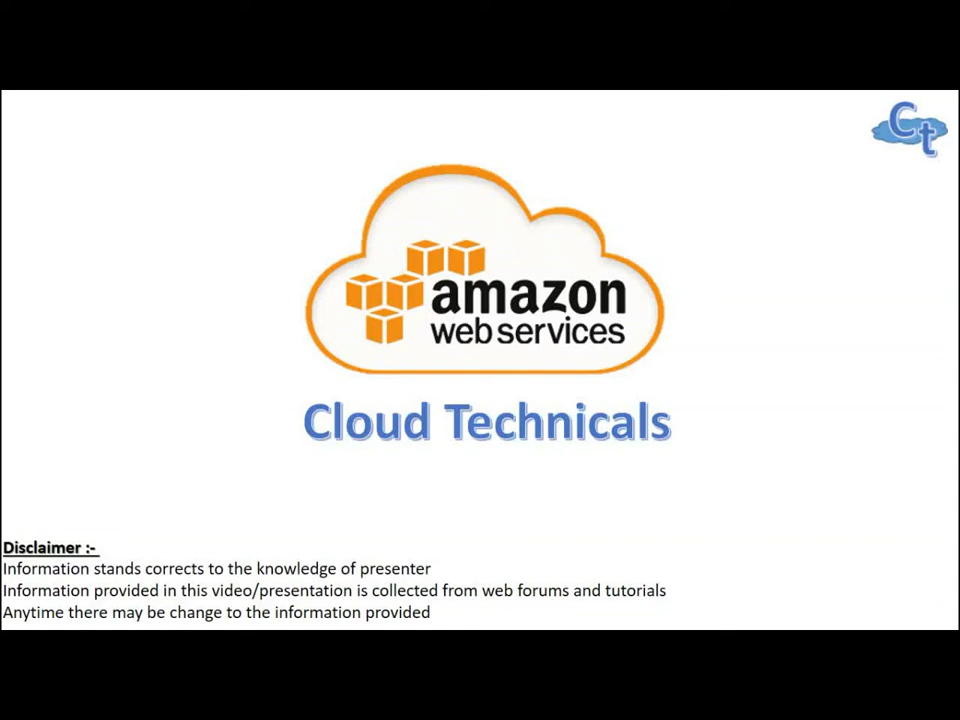 Ct
amazon
web services
Cloud Technicals
Disclaimer :-
Information stands corrects to the knowledge of presenter
Information provided in this video/presentation is collected from web forums and tutorials
Anytime there may be change to the information provided